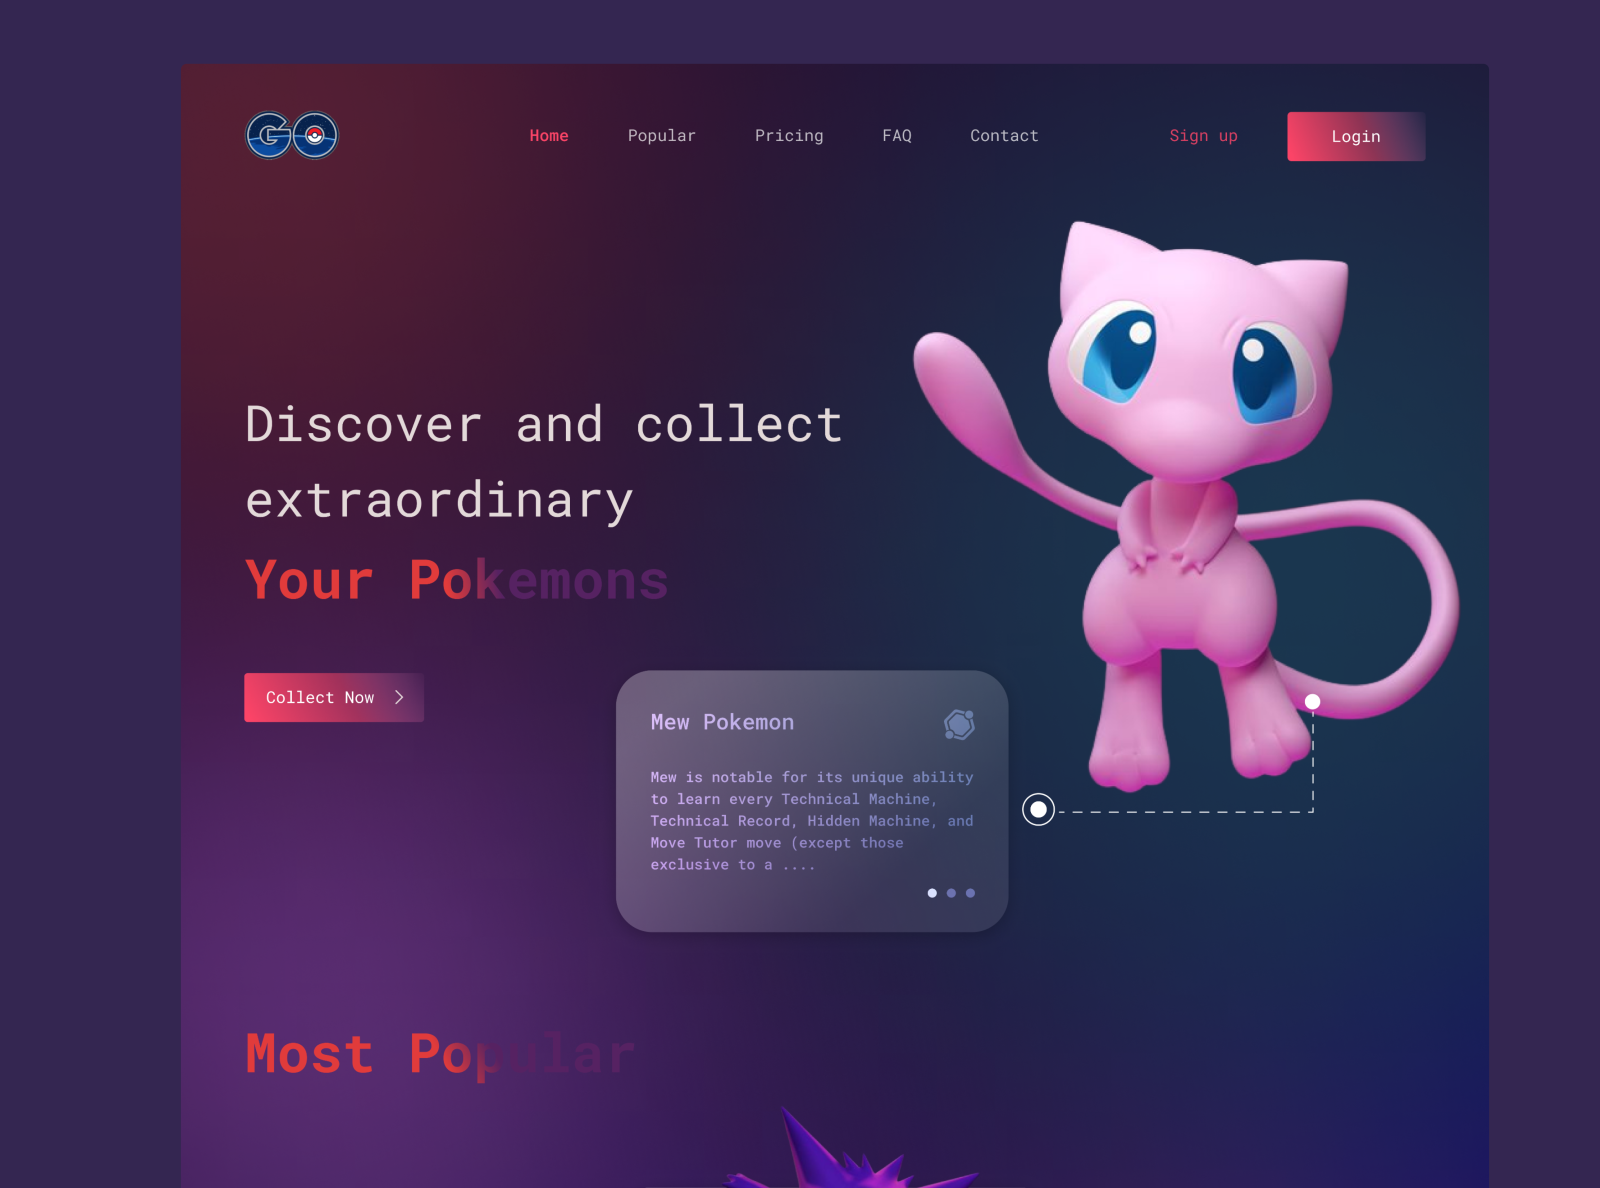 GO
Home
Popular
Pricing
FAQ
Contact
Sign up
Login
Discover and collect
extraordinary
Your Pokemons
Collect Now
Mew Pokemon
Mew is notable for its unique ability
to learn every Technical Machine,
Technical Record, Hidden Machine, and
Move Tutor move (except those
exclusive to a ....
Most Popular